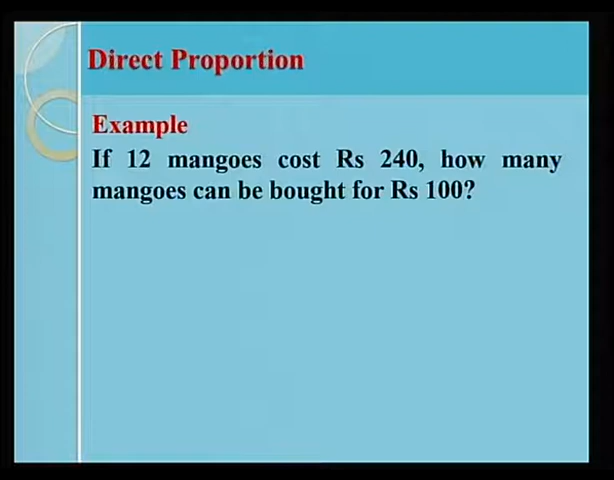 Direct Proportion
Example
If 12 mangoes cost Rs 240, how many
mangoes can be bought for Rs 100?